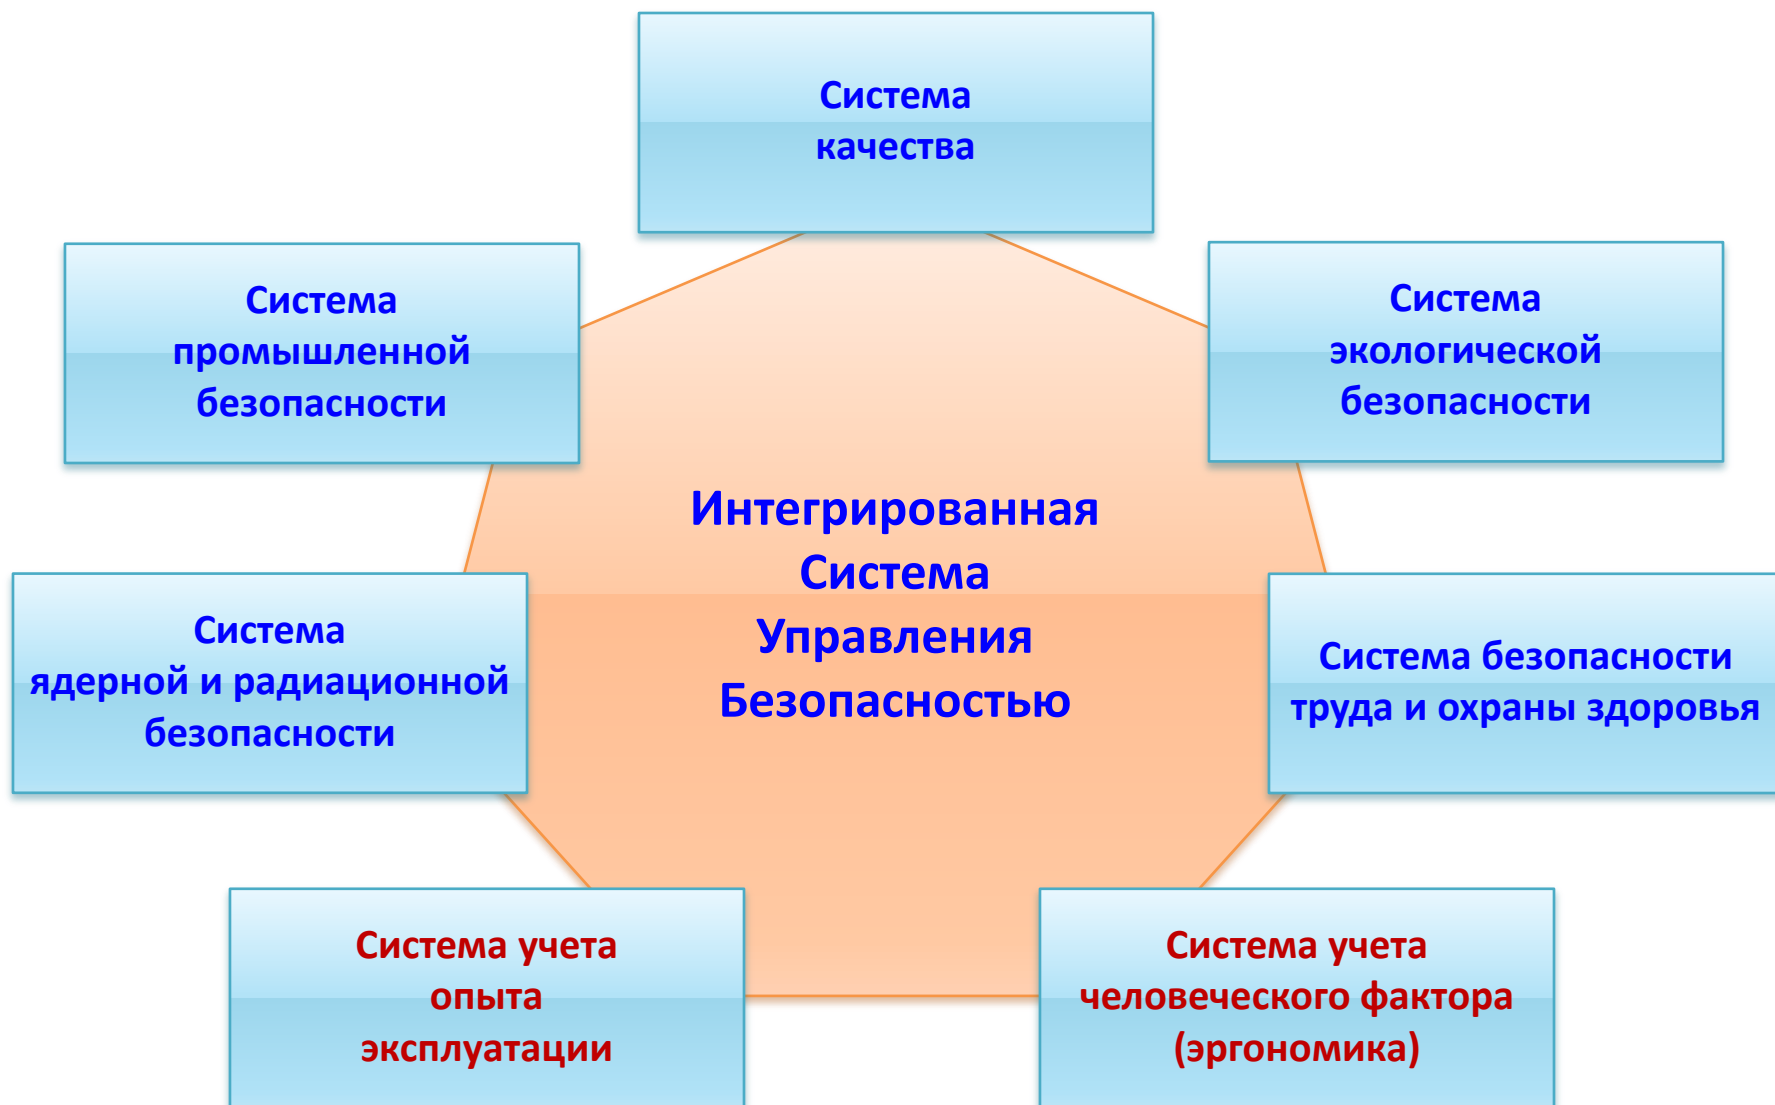 Система
качества
Система
промышленной
безопасности
Система
экологической
безопасности
Интегрированная
Система
Управления
Безопасностью
Система
ядерной и радиационной
безопасности
Система безопасности
труда и охраны здоровья
Система учета
опыта
эксплуатации
Система учета
человеческого фактора
(эргономика)